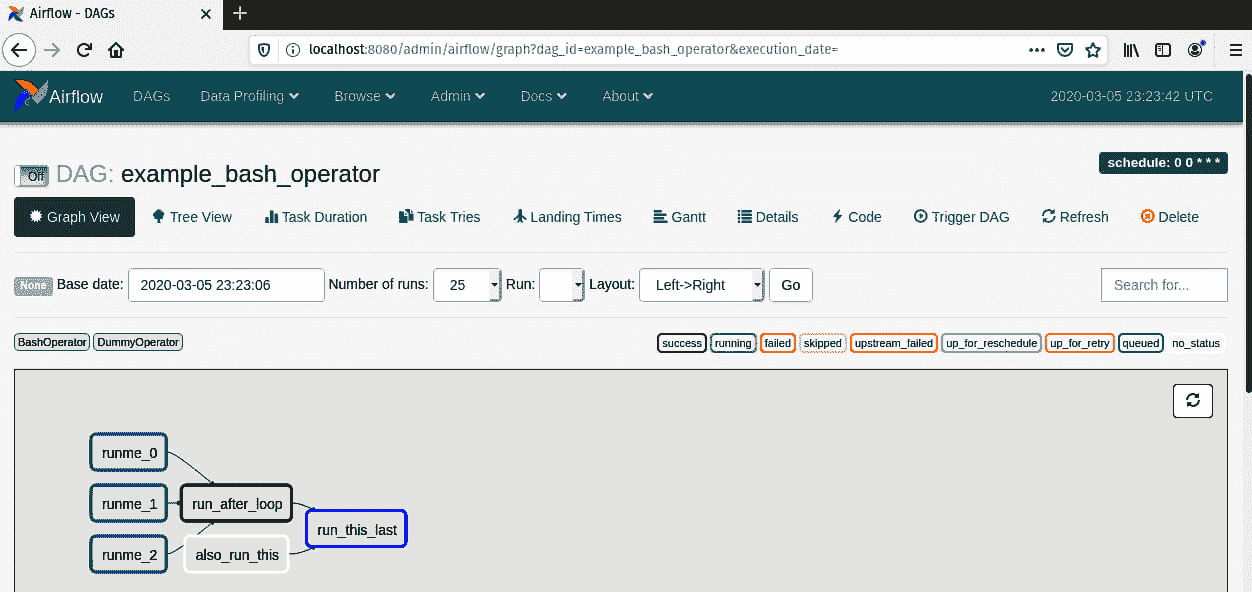 Airflow - DAGs
localhost:8080/admin/airflow/graph?dag_id=example_bash_operator&execution_date=
Airflow DAGs Data Profiling Browse Admin Docs About 2020-03-05 23:23:42 UTC
schedule: 0 0 * * *
Off DAG: example_bash_operator
Graph View Tree View Task Duration Task Tries Landing Times Gantt Details Code Trigger DAG Refresh Delete
None Base date: 2020-03-05 23:23:06 Number of runs: 25 Run: Layout: Left->Right Go Search for...
BashOperator DummyOperator success running failed skipped upstream_failed up_for_reschedule up_for_retry queued no_status
runme_0
runme_1 run_after_loop
run_this_last
runme_2 also_run_this